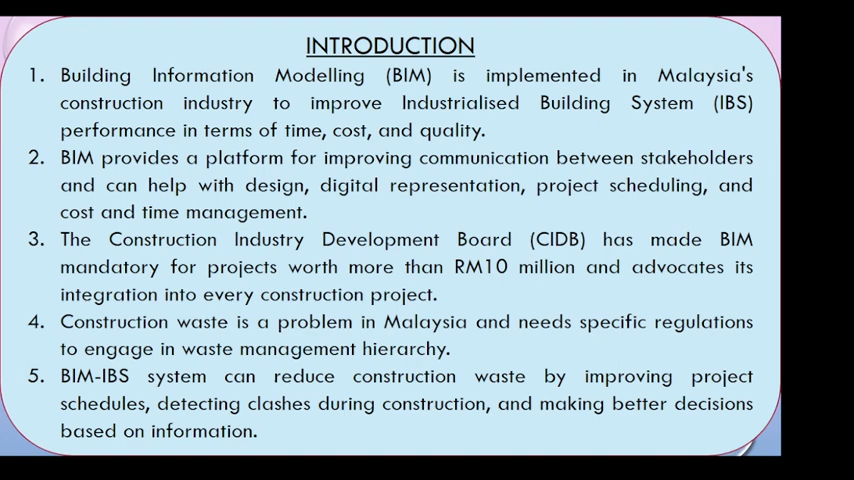 INTRODUCTION
1. Building Information Modelling (BIM) is implemented in Malaysia's
construction industry to improve Industrialised Building System (IBS)
performance in terms of time, cost, and quality.
2. BIM provides a platform for improving communication between stakeholders
and can help with design, digital representation, project scheduling, and
cost and time management.
3. The Construction Industry Development Board (CIDB) has made BIM
mandatory for projects worth more than RM10 million and advocates its
integration into every construction project.
4. Construction waste is a problem in Malaysia and needs specific regulations
to engage in waste management hierarchy.
5. BIM-IBS system can reduce construction waste by improving project
schedules, detecting clashes during construction, and making better decisions
based on information.